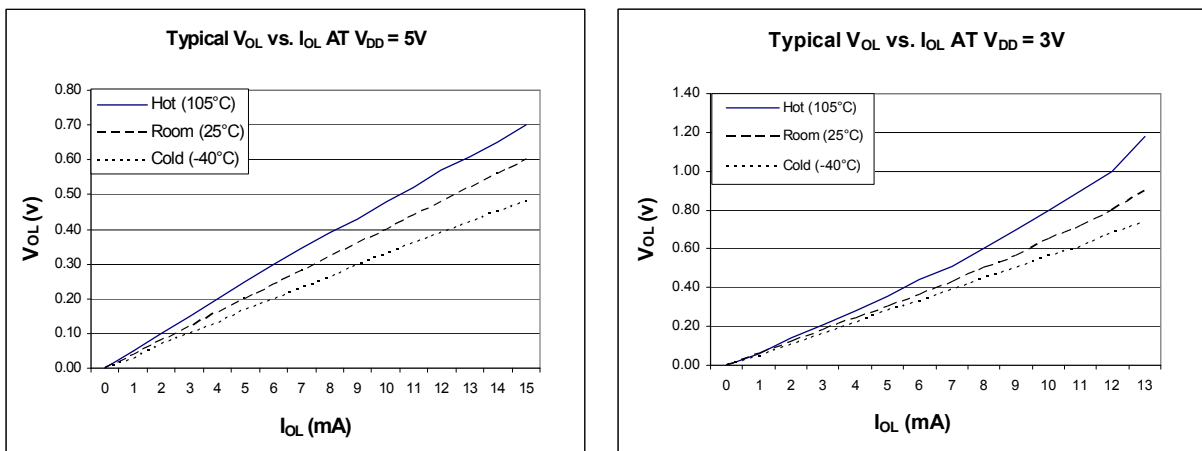 Typical VOL vs. IOL AT VDD = 5V
0.80
0.70
0.60
0.50
0.40
0.30
0.20
0.10
0.00
VOL (v)
Hot (105°C)
Room (25°C)
Cold (-40°C)
0 1 2 3 4 5 6 7 8 9 10 11 12 13 14 15
IOL (mA)
Typical VOL vs. IOL AT VDD = 3V
1.40
1.20
1.00
0.80
0.60
0.40
0.20
0.00
VOL (v)
Hot (105°C)
Room (25°C)
Cold (-40°C)
0 1 2 3 4 5 6 7 8 9 10 11 12 13
IOL (mA)